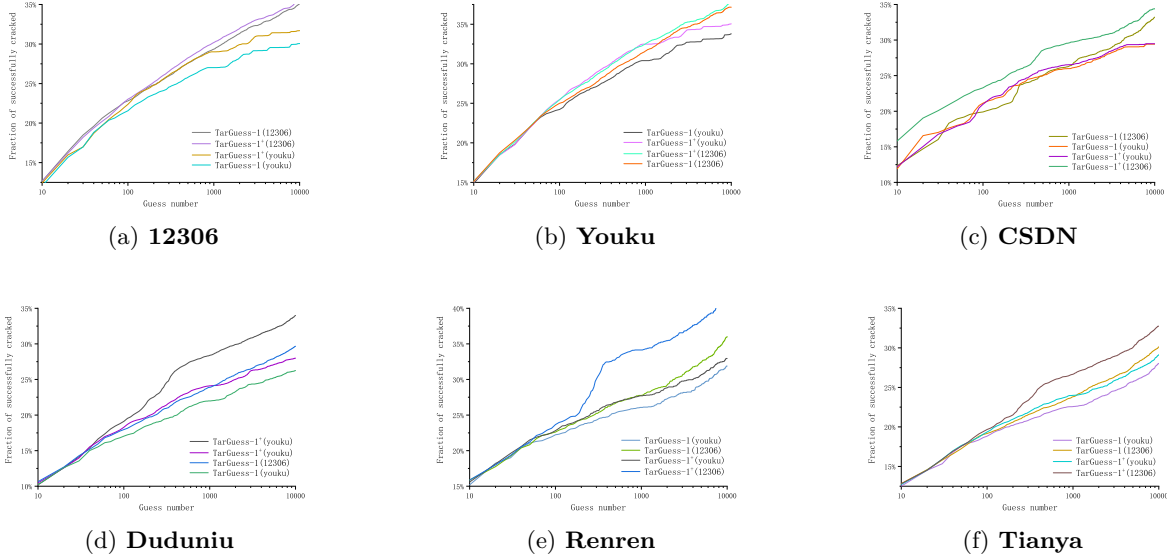 Fraction of successfully cracked
35%
30%
25%
20%
15%
TarGuess-1(12306)
TarGuess-1⁺(12306)
TarGuess-1⁺(youku)
TarGuess-1(youku)
10 100 1000 10000
Guess number
(a) 12306
Fraction of successfully cracked
35%
30%
25%
20%
15%
TarGuess-1(youku)
TarGuess-1⁺(youku)
TarGuess-1⁺(12306)
TarGuess-1(12306)
10 100 1000 10000
Guess number
(b) Youku
Fraction of successfully cracked
35%
30%
25%
20%
15%
10%
TarGuess-1(12306)
TarGuess-1(youku)
TarGuess-1⁺(youku)
TarGuess-1⁺(12306)
10 100 1000 10000
Guess number
(c) CSDN
Fraction of successfully cracked
35%
30%
25%
20%
15%
10%
TarGuess-1⁺(youku)
TarGuess-1⁺(youku)
TarGuess-1(12306)
TarGuess-1(youku)
10 100 1000 10000
Guess number
(d) Duduniu
Fraction of successfully cracked
40%
35%
30%
25%
20%
15%
TarGuess-1(youku)
TarGuess-1(12306)
TarGuess-1⁺(youku)
TarGuess-1⁺(12306)
10 100 1000 10000
Guess number
(e) Renren
Fraction of successfully cracked
35%
30%
25%
20%
15%
TarGuess-1(youku)
TarGuess-1(12306)
TarGuess-1⁺(youku)
TarGuess-1⁺(12306)
10 100 1000 10000
Guess number
(f) Tianya